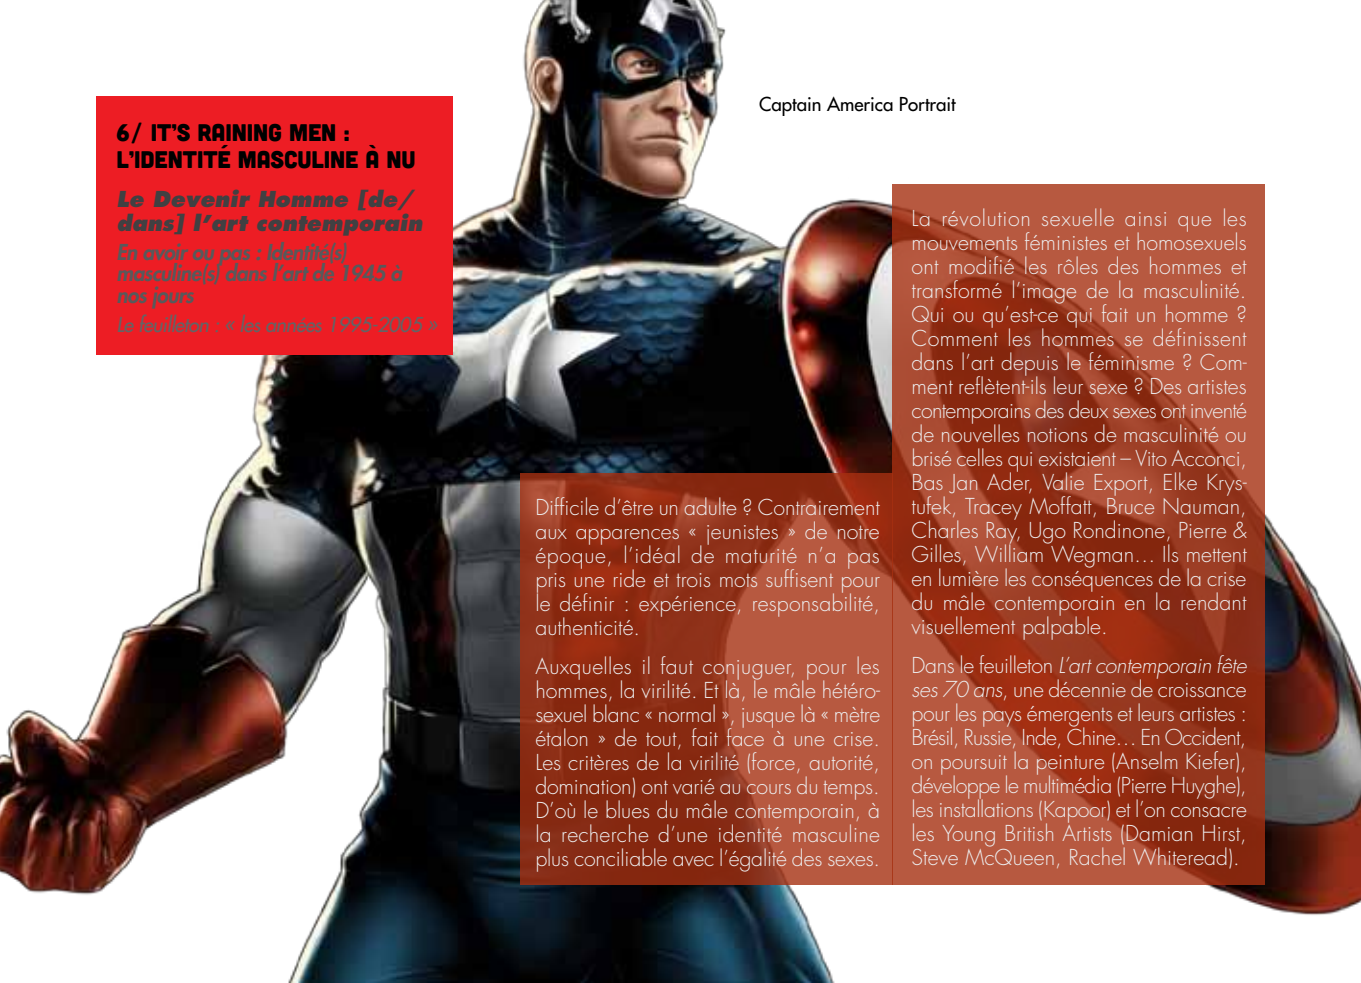 6/ IT'S RAINING MEN :
L'IDENTITÉ MASCULINE À NU
Le Devenir Homme [de/
dans] l'art contemporain
En avoir ou pas : Identité(s)
masculine(s) dans l'art de 1945 à
nos jours
Le feuilleton : « les années 1995-2005 »
Captain America Portrait
Difficile d'être un adulte ? Contrairement
aux apparences « jeunistes » de notre
époque, l'idéal de maturité n'a pas
pris une ride et trois mots suffisent pour
le définir : expérience, responsabilité,
authenticité.
Auxquelles il faut conjuguer, pour les
hommes, la virilité. Et là, le mâle hétéro-
sexuel blanc « normal », jusque là « mètre
étalon » de tout, fait face à une crise.
Les critères de la virilité (force, autorité,
domination) ont varié au cours du temps.
D'où le blues du mâle contemporain, à
la recherche d'une identité masculine
plus conciliable avec l'égalité des sexes.
La révolution sexuelle ainsi que les
mouvements féministes et homosexuels
ont modifié les rôles des hommes et
transformé l'image de la masculinité.
Qui ou qu'est-ce qui fait un homme ?
Comment les hommes se définissent
dans l'art depuis le féminisme ? Com-
ment reflètent-ils leur sexe ? Des artistes
contemporains des deux sexes ont inventé
de nouvelles notions de masculinité ou
brisé celles qui existaient – Vito Acconci,
Bas Jan Ader, Valie Export, Elke Krys-
tufek, Tracey Moffatt, Bruce Nauman,
Charles Ray, Ugo Rondinone, Pierre &
Gilles, William Wegman… Ils mettent
en lumière les conséquences de la crise
du mâle contemporain en la rendant
visuellement palpable.
Dans le feuilleton L'art contemporain fête
ses 70 ans, une décennie de croissance
pour les pays émergents et leurs artistes :
Brésil, Russie, Inde, Chine… En Occident,
on poursuit la peinture (Anselm Kiefer),
développe le multimédia (Pierre Huyghe),
les installations (Kapoor) et l'on consacre
les Young British Artists (Damian Hirst,
Steve McQueen, Rachel Whiteread).